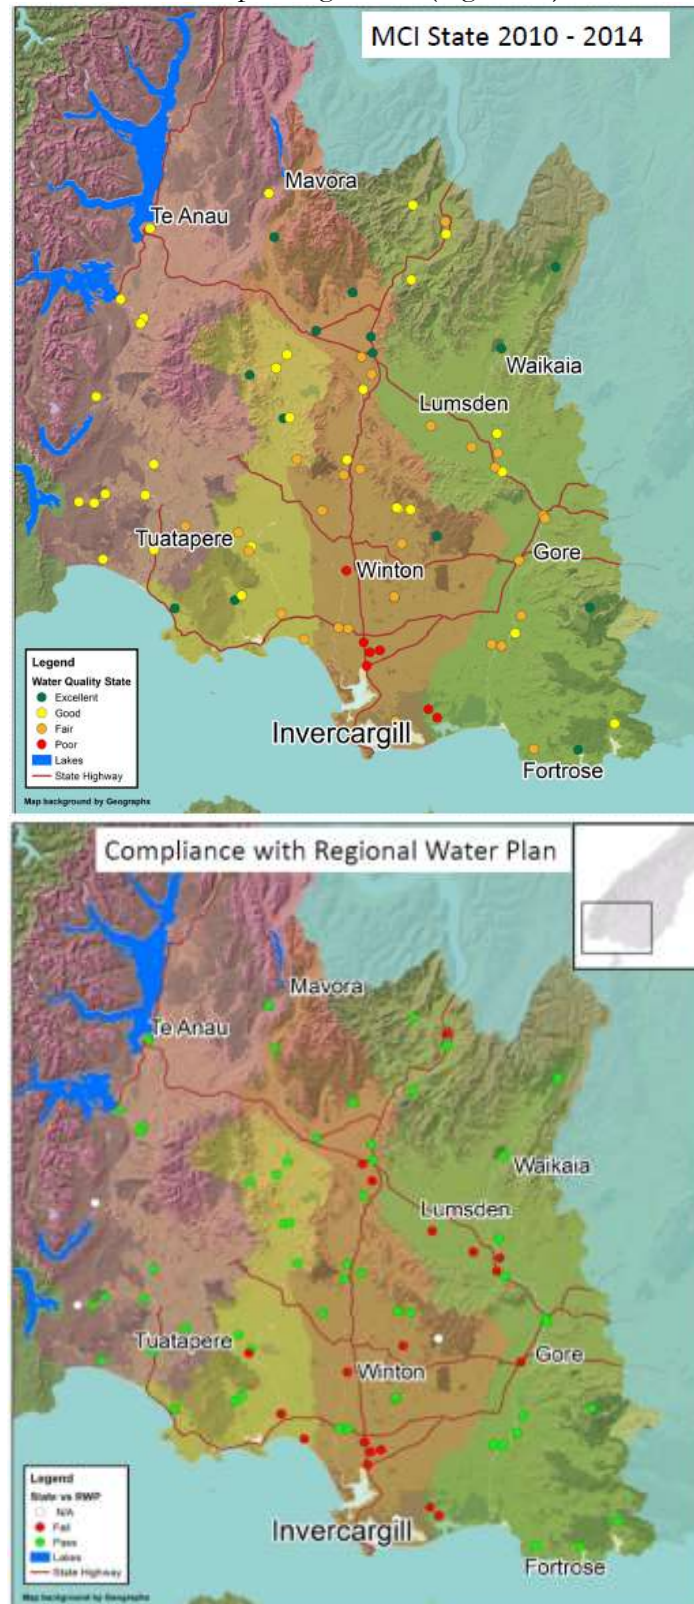 MCI State 2010 - 2014
Mavora
Te Anau
Waikaia
Lumsden
Tuatapere
Gore
Winton
Invercargill
Fortrose
Legend
Water Quality State
Excellent
Good
Fair
Poor
Lakes
State Highway
Map background by Geographx
Compliance with Regional Water Plan
Mavora
Te Anau
Waikaia
Lumsden
Tuatapere
Gore
Winton
Invercargill
Fortrose
Legend
State vs RWP
N/A
Fail
Pass
Lakes
State Highway
Map background by Geographx